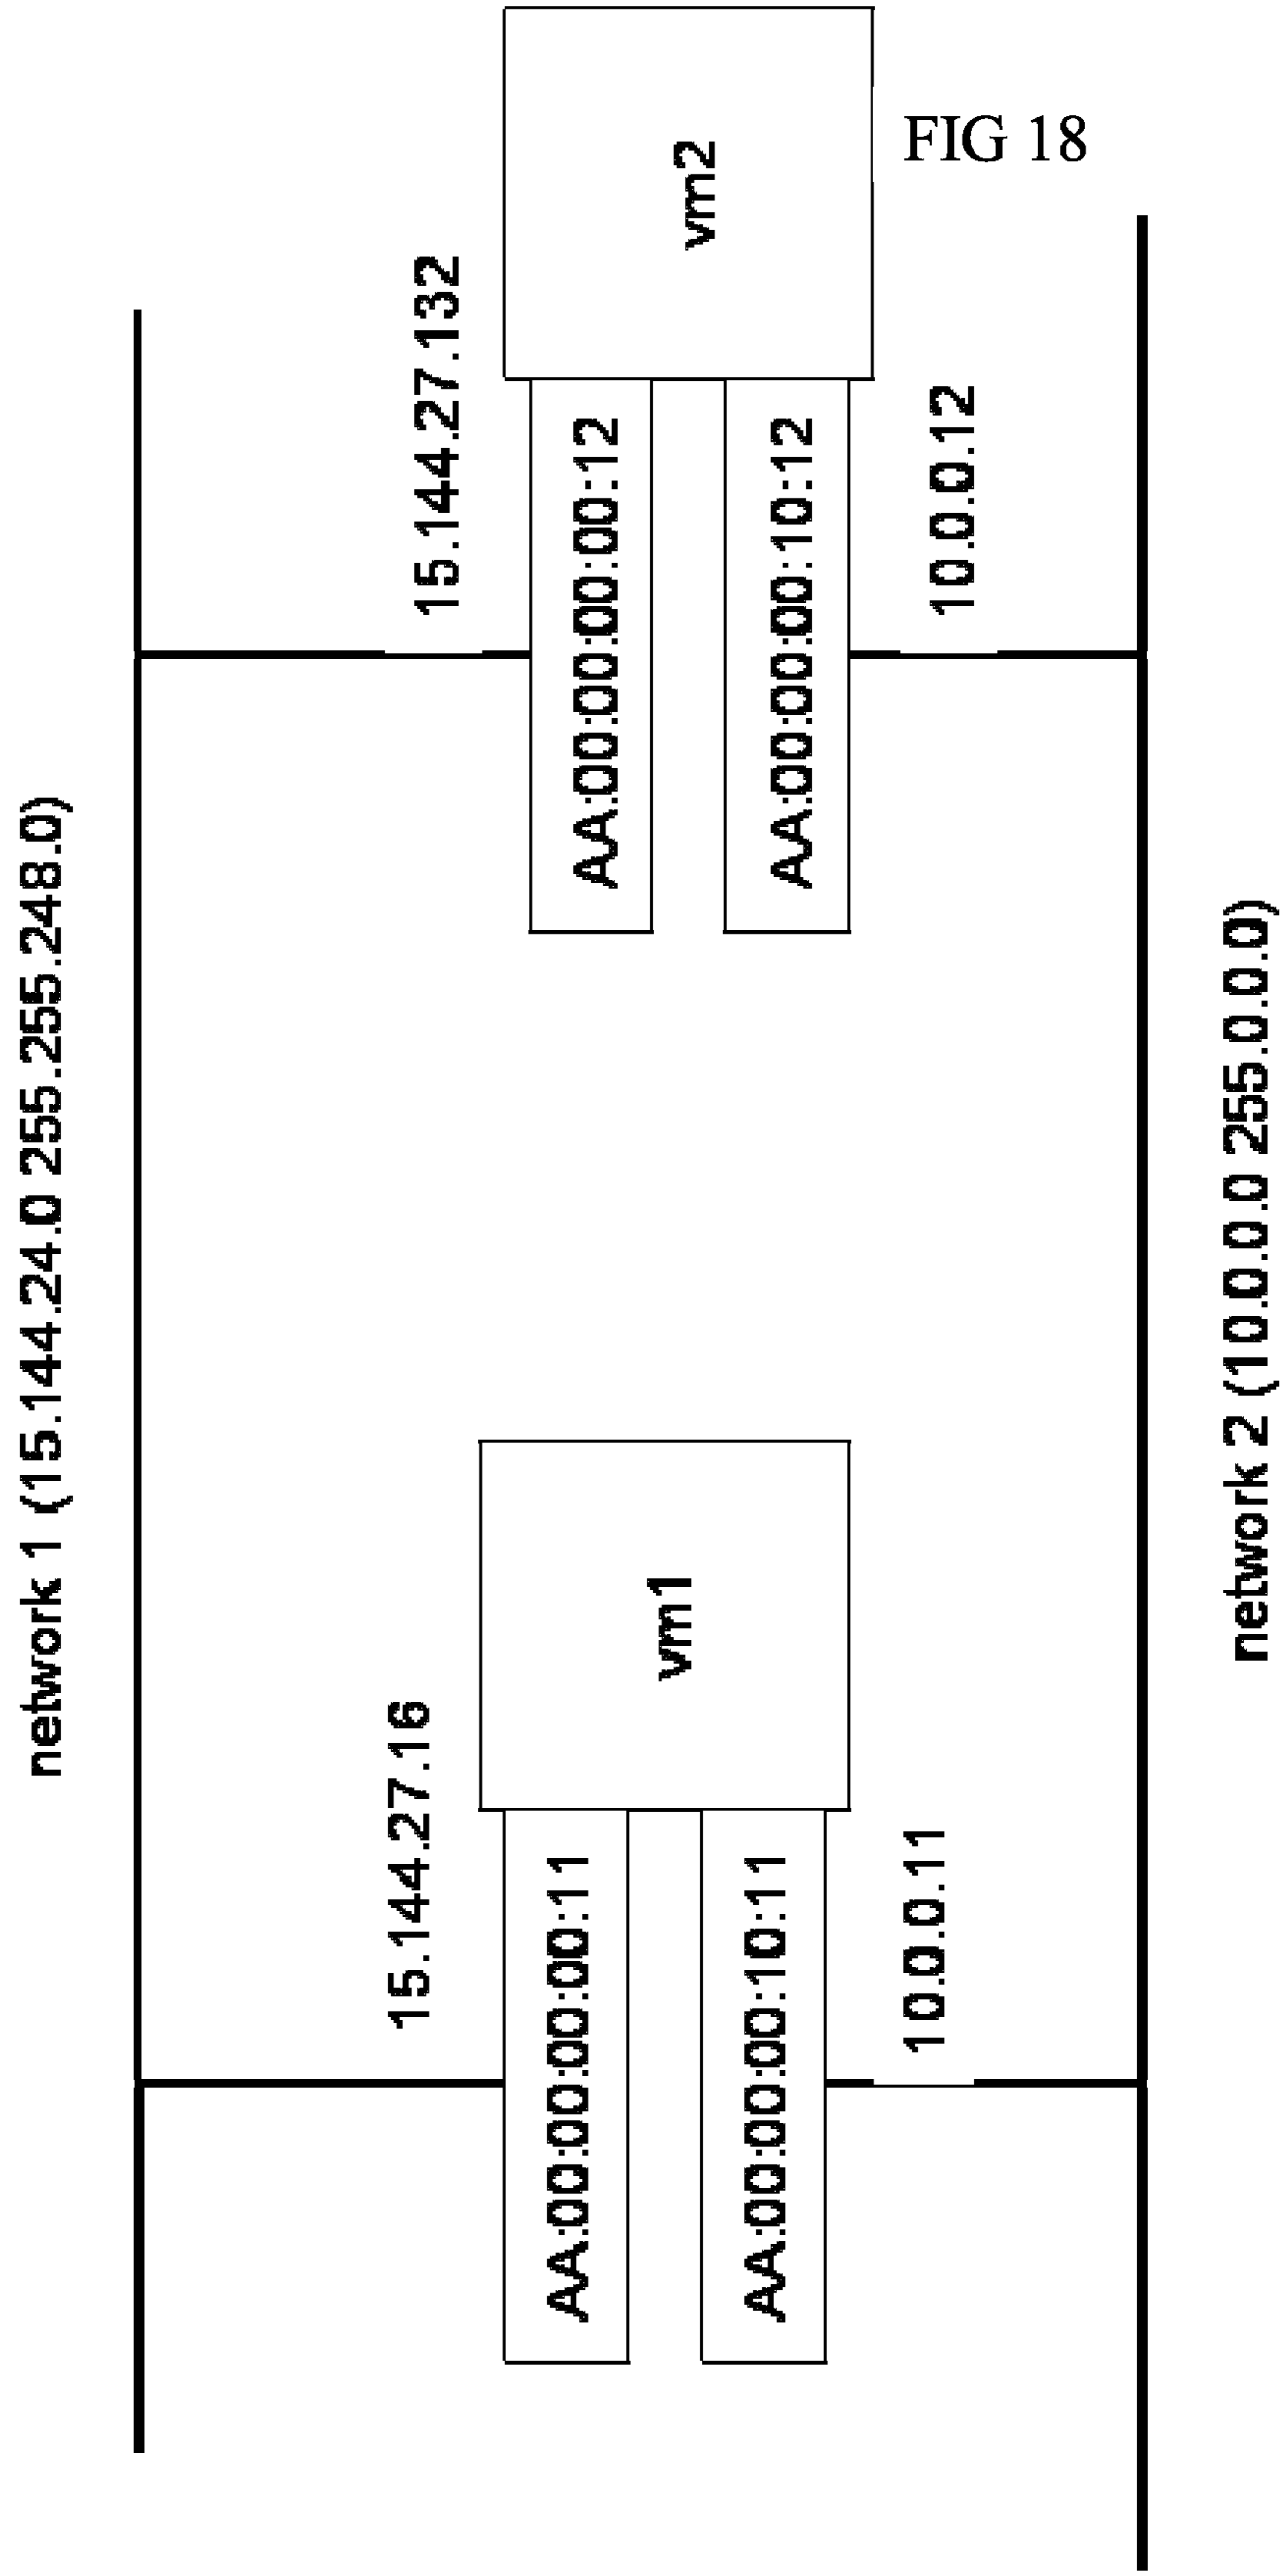 network 1 (15.144.24.0 255.255.248.0)
15.144.27.16
15.144.27.132
AA:00:00:00:00:11
AA:00:00:00:10:11
vm1
AA:00:00:00:00:12
AA:00:00:00:10:12
vm2
10.0.0.11
10.0.0.12
network 2 (10.0.0.0 255.0.0.0)
FIG 18